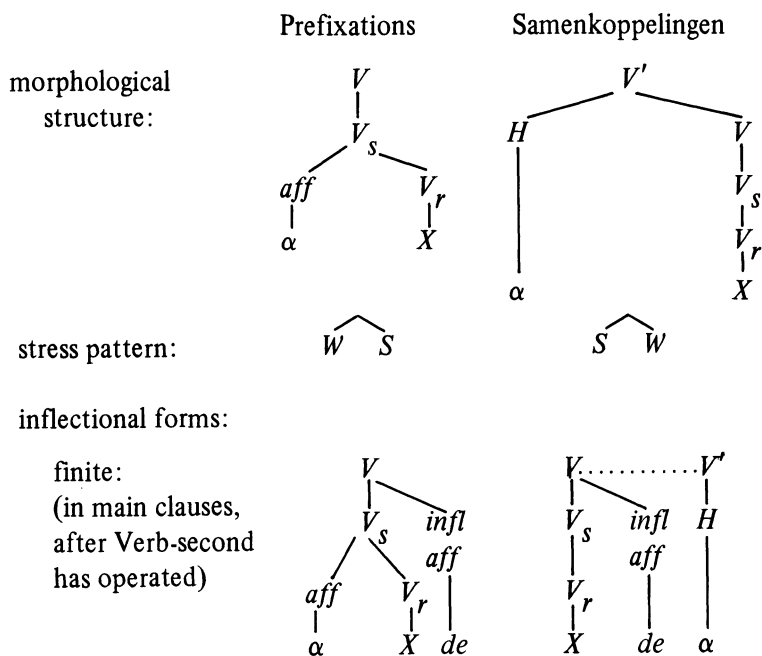 Prefixations Samenkoppelingen
morphological structure:
V V'
V_s H V
aff V_r V_s
α X V_r
α X
stress pattern: W S S W
inflectional forms:
finite: V V.......V'
(in main clauses, V_s infl V_s infl H
after Verb-second aff aff
has operated) aff V_r V_r
α X de X de α